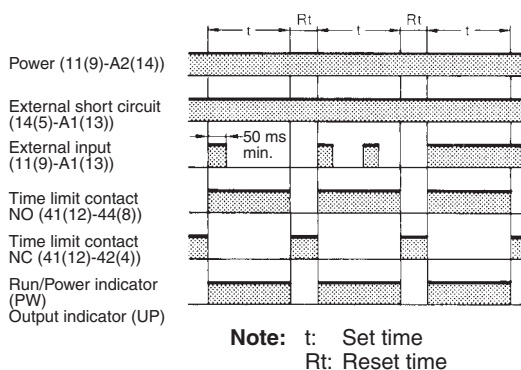 t Rt t Rt t
Power (11(9)-A2(14))
External short circuit
(14(5)-A1(13))
External input
(11(9)-A1(13))
50 ms
min.
Time limit contact
NO (41(12)-44(8))
Time limit contact
NC (41(12)-42(4))
Run/Power indicator
(PW)
Output indicator (UP)
Note: t: Set time
Rt: Reset time